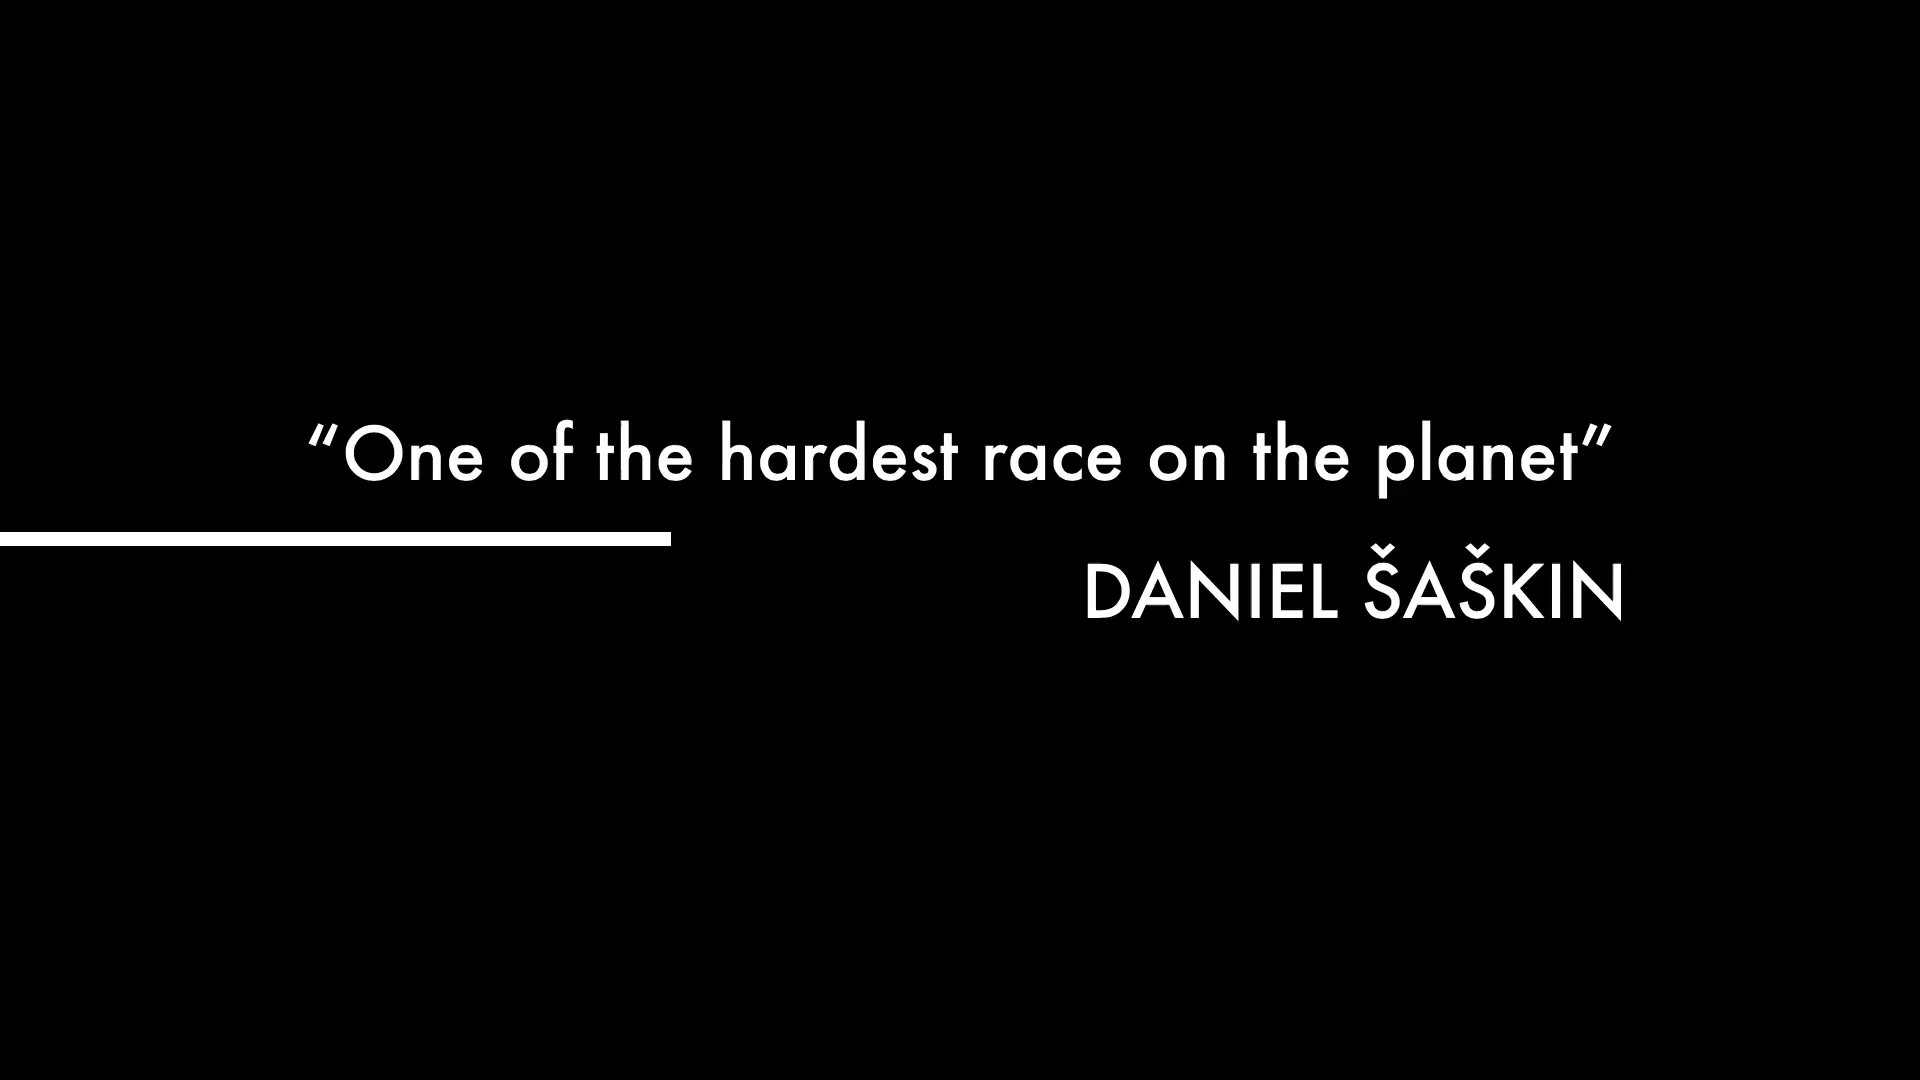 “One of the hardest race on the planet”
DANIEL ŠAŠKIN